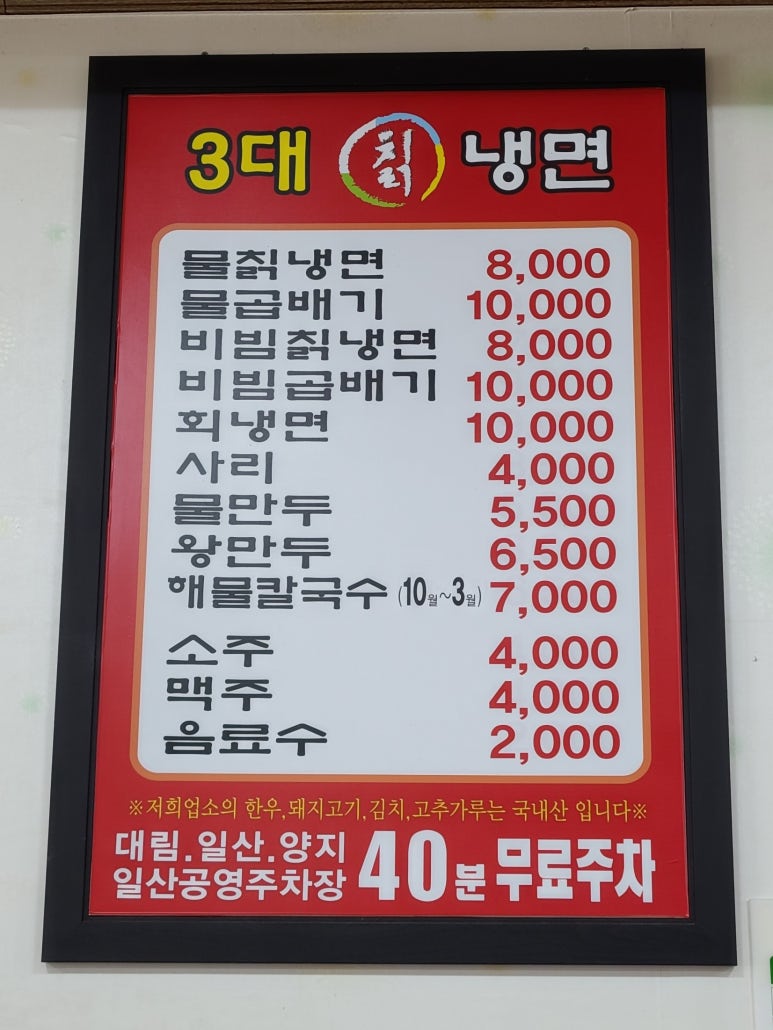 3대 치리 냉면
물칡냉면 8,000
물곱배기 10,000
비빔칡냉면 8,000
비빔곱배기 10,000
회냉면 10,000
사리 4,000
물만두 5,500
왕만두 6,500
해물칼국수 (10월~3월) 7,000
소주 4,000
맥주 4,000
음료수 2,000
※저희업소의 한우,돼지고기,김치,고추가루는 국내산 입니다※
대림.일산.양지
일산공영주차장 40분 무료주차